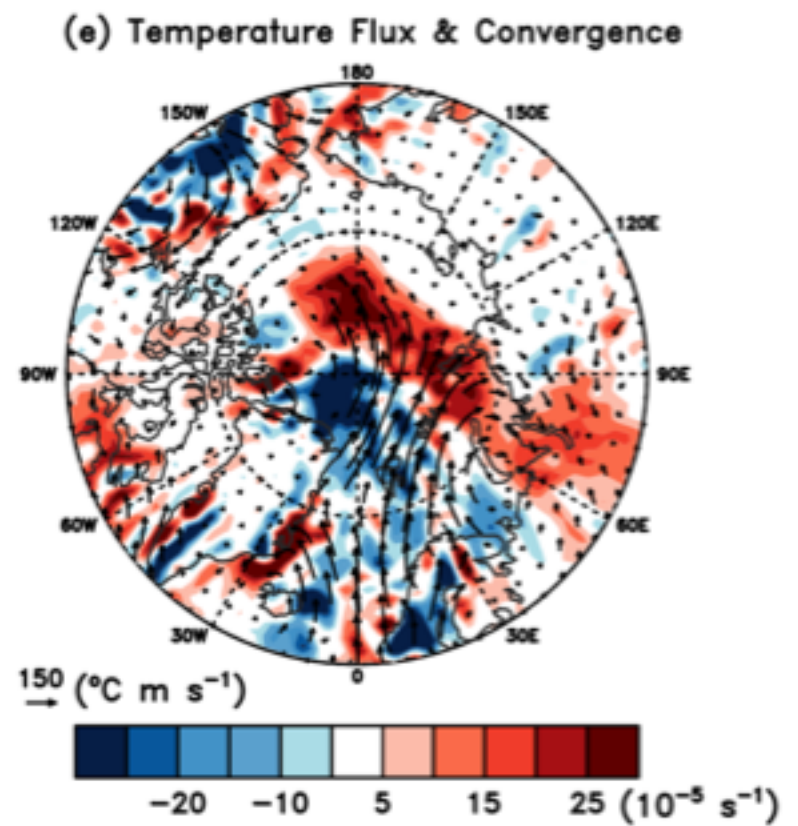 (e) Temperature Flux & Convergence
180
150W 150E
120W 120E
90W 90E
60W 60E
30W 30E
0
150 (°C m s⁻¹)
−20 −10 5 15 25 (10⁻⁵ s⁻¹)